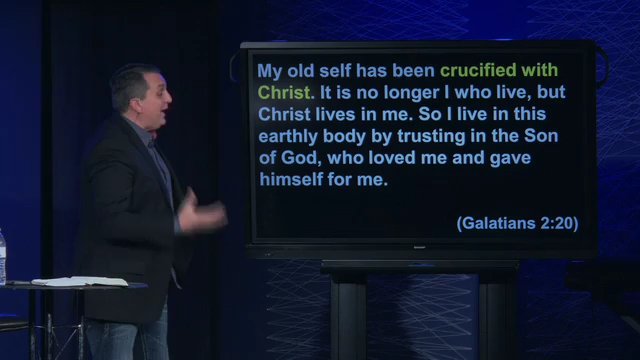 My old self has been crucified with
Christ. It is no longer I who live, but
Christ lives in me. So I live in this
earthly body by trusting in the Son
of God, who loved me and gave
himself for me.
(Galatians 2:20)
SHARP